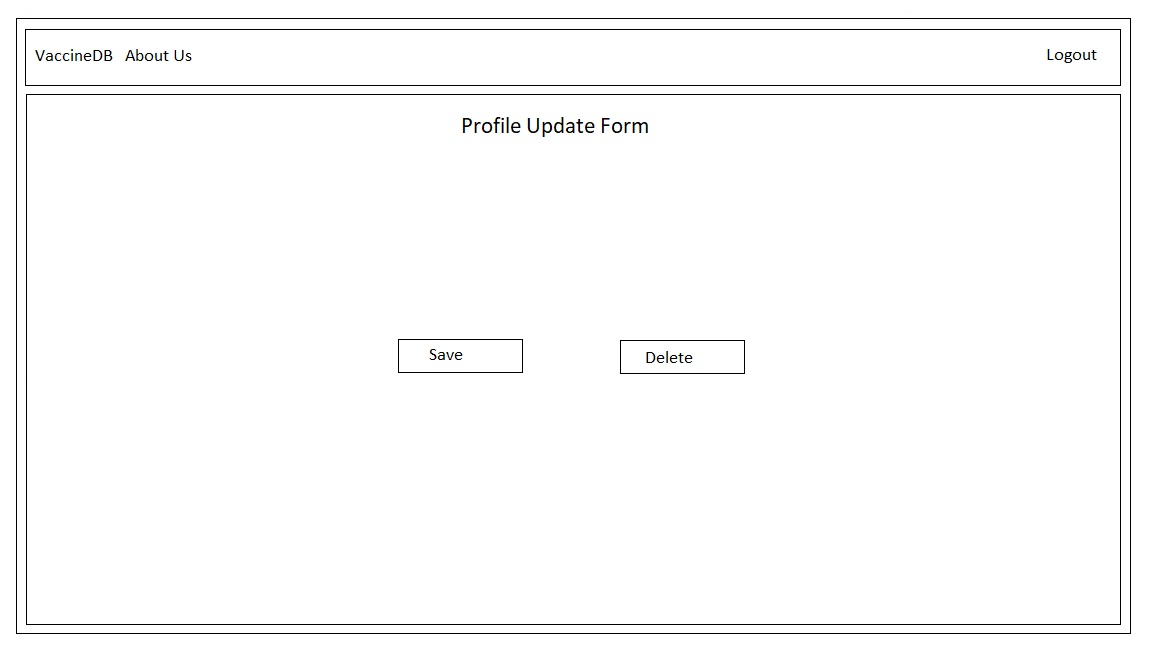 VaccineDB About Us Logout
Profile Update Form
Save Delete